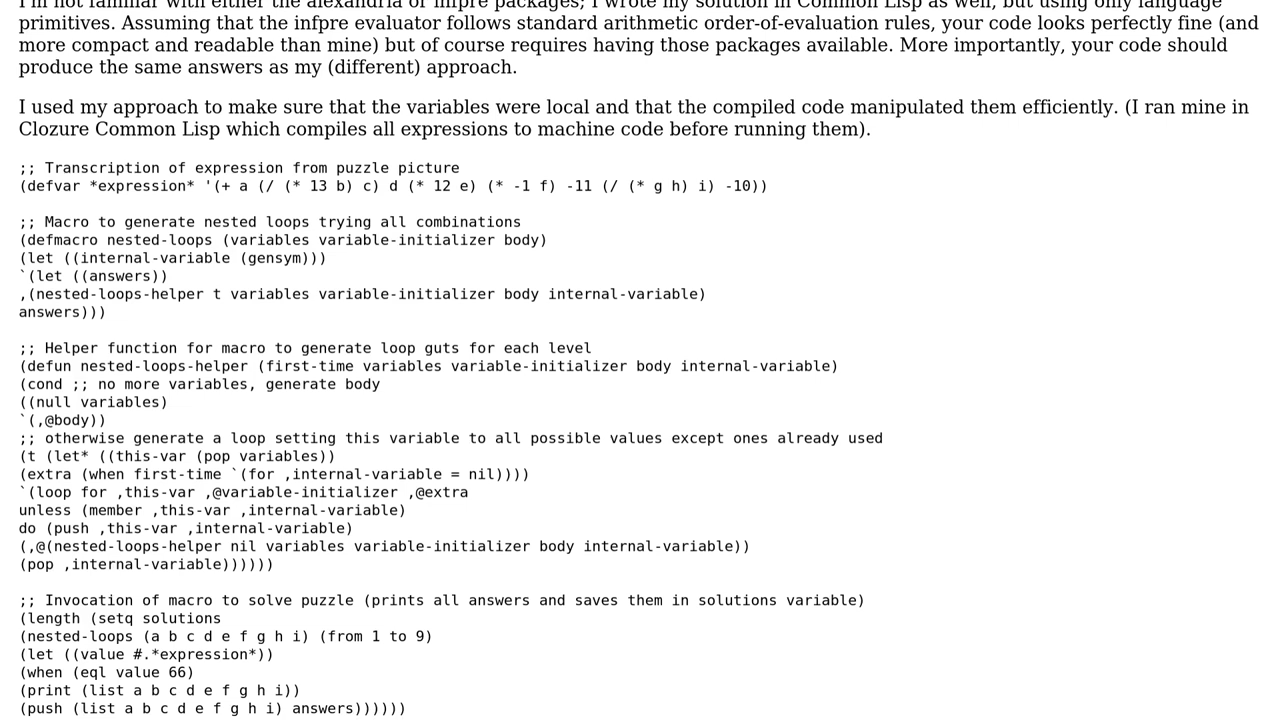 I'm not familiar with either the alexandria or infpre packages; I wrote my solution in Common Lisp as well, but using only language
primitives. Assuming that the infpre evaluator follows standard arithmetic order-of-evaluation rules, your code looks perfectly fine (and
more compact and readable than mine) but of course requires having those packages available. More importantly, your code should
produce the same answers as my (different) approach.
I used my approach to make sure that the variables were local and that the compiled code manipulated them efficiently. (I ran mine in
Clozure Common Lisp which compiles all expressions to machine code before running them).
;; Transcription of expression from puzzle picture
(defvar *expression* '(+ a (/ (* 13 b) c) d (* 12 e) (* -1 f) -11 (/ (* g h) i) -10))
;; Macro to generate nested loops trying all combinations
(defmacro nested-loops (variables variable-initializer body)
(let ((internal-variable (gensym)))
`(let ((answers))
,(nested-loops-helper t variables variable-initializer body internal-variable)
answers)))
;; Helper function for macro to generate loop guts for each level
(defun nested-loops-helper (first-time variables variable-initializer body internal-variable)
(cond ;; no more variables, generate body
((null variables)
`(,@body))
;; otherwise generate a loop setting this variable to all possible values except ones already used
(t (let* ((this-var (pop variables))
(extra (when first-time `(for ,internal-variable = nil))))
`(loop for ,this-var ,@variable-initializer ,@extra
unless (member ,this-var ,internal-variable)
do (push ,this-var ,internal-variable)
(,@(nested-loops-helper nil variables variable-initializer body internal-variable))
(pop ,internal-variable))))))
;; Invocation of macro to solve puzzle (prints all answers and saves them in solutions variable)
(length (setq solutions
(nested-loops (a b c d e f g h i) (from 1 to 9)
(let ((value #.*expression*))
(when (eql value 66)
(print (list a b c d e f g h i))
(push (list a b c d e f g h i) answers))))))